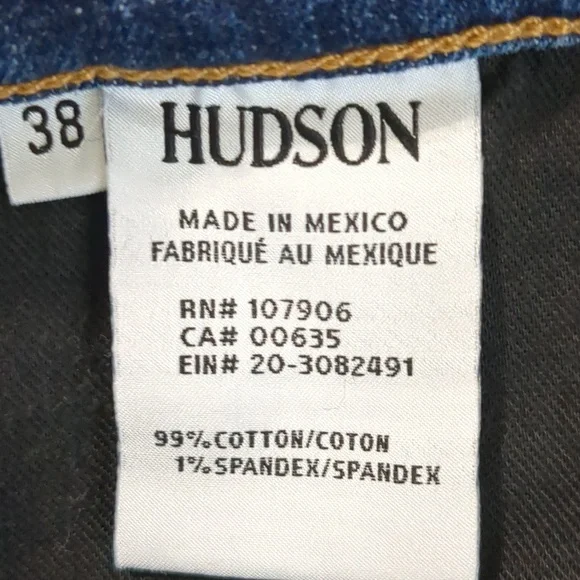 38
HUDSON
MADE IN MEXICO
FABRIQUÉ AU MEXIQUE
RN# 107906
CA# 00635
EIN# 20-3082491
99% COTTON/COTON
1% SPANDEX/SPANDEX